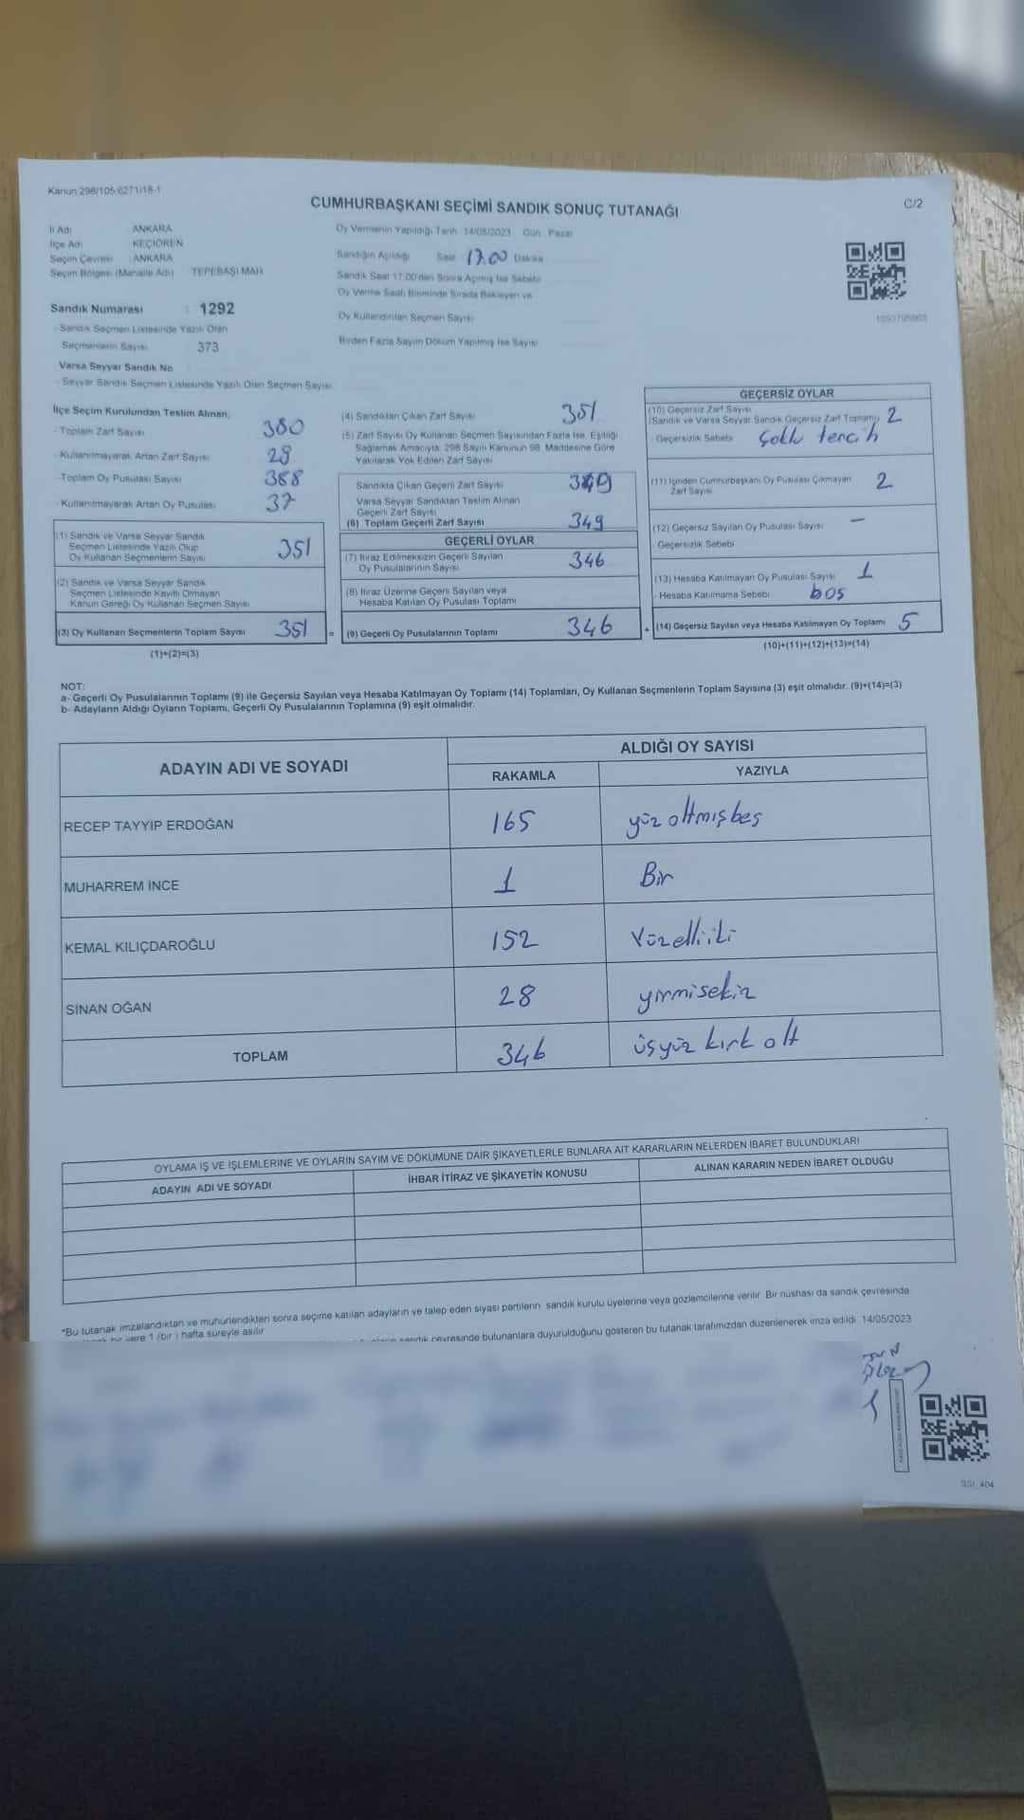 Kanun 298/105-6271/18-1
CUMHURBAŞKANI SEÇİMİ SANDIK SONUÇ TUTANAĞI
C/2
İl Adı ANKARA
İlçe Adı KEÇİÖREN
Seçim Çevresi ANKARA
Seçim Bölgesi (Mahalle Adı) TEPEBAŞI MAH
Sandık Numarası : 1292
Sandık Seçmen Listesinde Yazılı Olan
Seçmenlerin Sayısı 373
Varsa Seyyar Sandık No
Seyyar Sandık Seçmen Listesinde Yazılı Olan Seçmen Sayısı
Oy Vermenin Yapıldığı Tarih 14/05/2023 Gün Pazar
Sandığın Açıldığı Saat 17.00 Dakika
Sandık Saat 17:00'den Sonra Açılmış İse Sebebi
Oy Verme Saati Bitiminde Sırada Bekleyen ve
Oy Kullandırılan Seçmen Sayısı
Birden Fazla Sayım Döküm Yapılmış İse Sayısı
İlçe Seçim Kurulundan Teslim Alınan;
- Toplam Zarf Sayısı 380
- Kullanılmayarak Artan Zarf Sayısı 29
- Toplam Oy Pusulası Sayısı 388
- Kullanılmayarak Artan Oy Pusulası 37
(1) Sandık ve Varsa Seyyar Sandık
Seçmen Listesinde Yazılı Olup
Oy Kullanan Seçmenlerin Sayısı 351
(2) Sandık ve Varsa Seyyar Sandık
Seçmen Listesinde Kayıtlı Olmayan
Kanun Gereği Oy Kullanan Seçmen Sayısı
(3) Oy Kullanan Seçmenlerin Toplam Sayısı 351 =
(1)+(2)=(3)
(4) Sandıktan Çıkan Zarf Sayısı 351
(5) Zarf Sayısı Oy Kullanan Seçmen Sayısından Fazla İse, Eşitliği
Sağlamak Amacıyla, 298 Sayılı Kanunun 98. Maddesine Göre
Yakılarak Yok Edilen Zarf Sayısı
Sandıkta Çıkan Geçerli Zarf Sayısı 349
Varsa Seyyar Sandıktan Teslim Alınan
Geçerli Zarf Sayısı
(6) Toplam Geçerli Zarf Sayısı 349
GEÇERLİ OYLAR
(7) İtiraz Edilmeksizin Geçerli Sayılan
Oy Pusulalarının Sayısı 346
(8) İtiraz Üzerine Geçerli Sayılan veya
Hesaba Katılan Oy Pusulası Toplamı
(9) Geçerli Oy Pusulalarının Toplamı 346 +
GEÇERSİZ OYLAR
(10) Geçersiz Zarf Sayısı
(Sandık ve Varsa Seyyar Sandık Geçersiz Zarf Toplamı) 2
Geçersizlik Sebebi Çoklu tercih
(11) İçinden Cumhurbaşkanı Oy Pusulası Çıkmayan
Zarf Sayısı 2
(12) Geçersiz Sayılan Oy Pusulası Sayısı —
Geçersizlik Sebebi
(13) Hesaba Katılmayan Oy Pusulası Sayısı 1
Hesaba Katılmama Sebebi boş
(14) Geçersiz Sayılan veya Hesaba Katılmayan Oy Toplamı 5
(10)+(11)+(12)+(13)=(14)
NOT:
a- Geçerli Oy Pusulalarının Toplamı (9) ile Geçersiz Sayılan veya Hesaba Katılmayan Oy Toplamı (14) Toplamları, Oy Kullanan Seçmenlerin Toplam Sayısına (3) eşit olmalıdır. (9)+(14)=(3)
b- Adayların Aldığı Oyların Toplamı, Geçerli Oy Pusulalarının Toplamına (9) eşit olmalıdır.
ADAYIN ADI VE SOYADI
ALDIĞI OY SAYISI
RAKAMLA YAZIYLA
RECEP TAYYİP ERDOĞAN 165 yüz altmışbeş
MUHARREM İNCE 1 Bir
KEMAL KILIÇDAROĞLU 152 Yüzelliiki
SİNAN OĞAN 28 yirmisekiz
TOPLAM 346 üçyüz kırk altı
OYLAMA İŞ VE İŞLEMLERİNE VE OYLARIN SAYIM VE DÖKÜMÜNE DAİR ŞİKAYETLERLE BUNLARA AİT KARARLARIN NELERDEN İBARET BULUNDUKLARI
ADAYIN ADI VE SOYADI İHBAR İTİRAZ VE ŞİKAYETİN KONUSU ALINAN KARARIN NEDEN İBARET OLDUĞU
*Bu tutanak imzalandıktan ve mühürlendikten sonra seçime katılan adayların ve talep eden siyasi partilerin sandık kurulu üyelerine veya gözlemcilerine verilir. Bir nüshası da sandık çevresinde
yere 1 (bir) hafta süreyle asılır
sandık çevresinde bulunanlara duyurulduğunu gösteren bu tutanak tarafımızdan düzenlenerek imza edildi. 14/05/2023